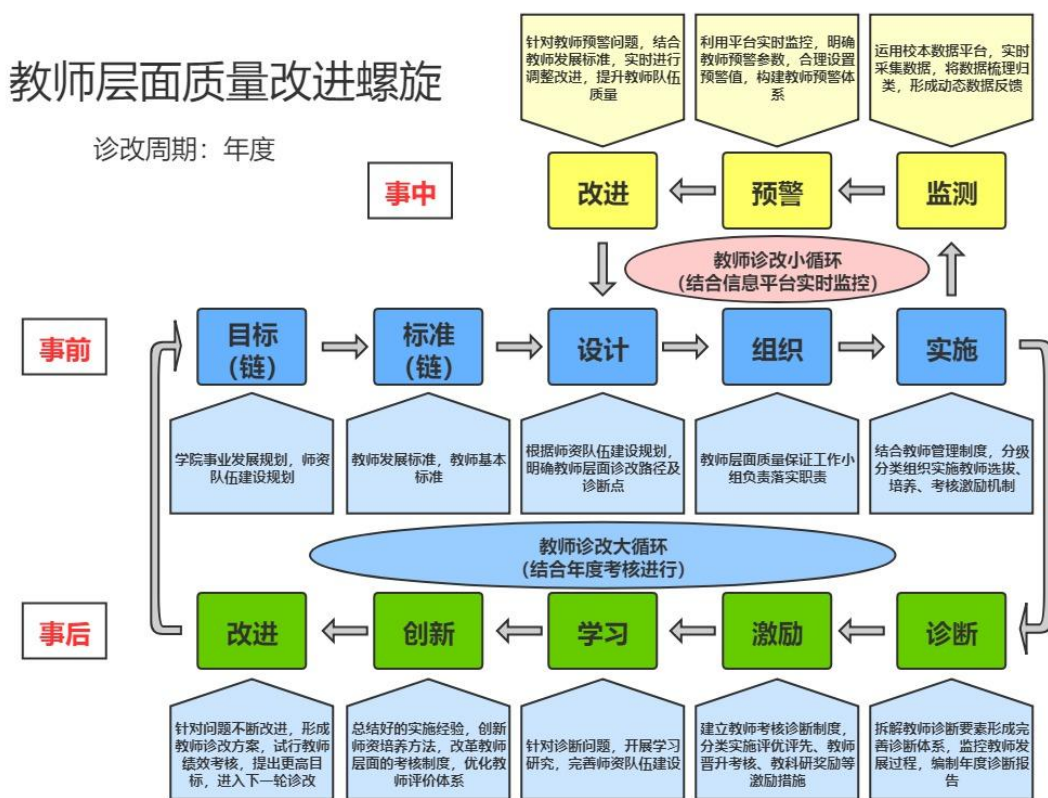 教师层面质量改进螺旋
诊改周期：年度
针对教师预警问题，结合
教师发展标准，实时进行
调整改进，提升教师队伍
质量
利用平台实时监控，明确
教师预警参数，合理设置
预警值，构建教师预警体
系
运用校本数据平台，实时
采集数据，将数据梳理归
类，形成动态数据反馈
事中
改进
预警
监测
教师诊改小循环
（结合信息平台实时监控）
事前
目标
（链）
标准
（链）
设计
组织
实施
学院事业发展规划，师资
队伍建设规划
教师发展标准，教师基本
标准
根据师资队伍建设规划，
明确教师层面诊改路径及
诊断点
教师层面质量保证工作小
组负责落实职责
结合教师管理制度，分级
分类组织实施教师选拔、
培养、考核激励机制
教师诊改大循环
（结合年度考核进行）
事后
改进
创新
学习
激励
诊断
针对问题不断改进，形成
教师诊改方案，试行教师
绩效考核，提出更高目
标，进入下一轮诊改
总结好的实施经验，创新
师资培养方法，改革教师
层面的考核制度，优化教
师评价体系
针对诊断问题，开展学习
研究，完善师资队伍建设
建立教师考核诊断制度，
分类实施评优评先、教师
晋升考核、教科研奖励等
激励措施
拆解教师诊断要素形成完
善诊断体系，监控教师发
展过程，编制年度诊断报
告